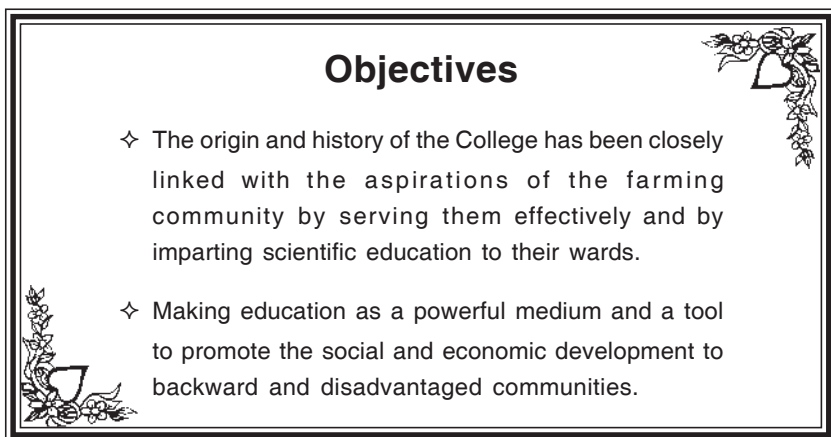 Objectives
✧ The origin and history of the College has been closely
linked with the aspirations of the farming
community by serving them effectively and by
imparting scientific education to their wards.
✧ Making education as a powerful medium and a tool
to promote the social and economic development to
backward and disadvantaged communities.